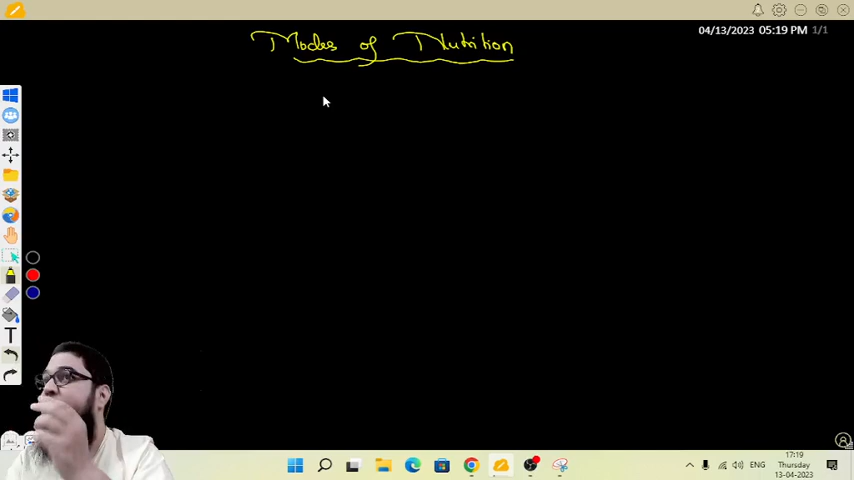 Modes of Nutrition
04/13/2023 05:19 PM 1/1
T
ENG
17:19
Thursday
13-04-2023